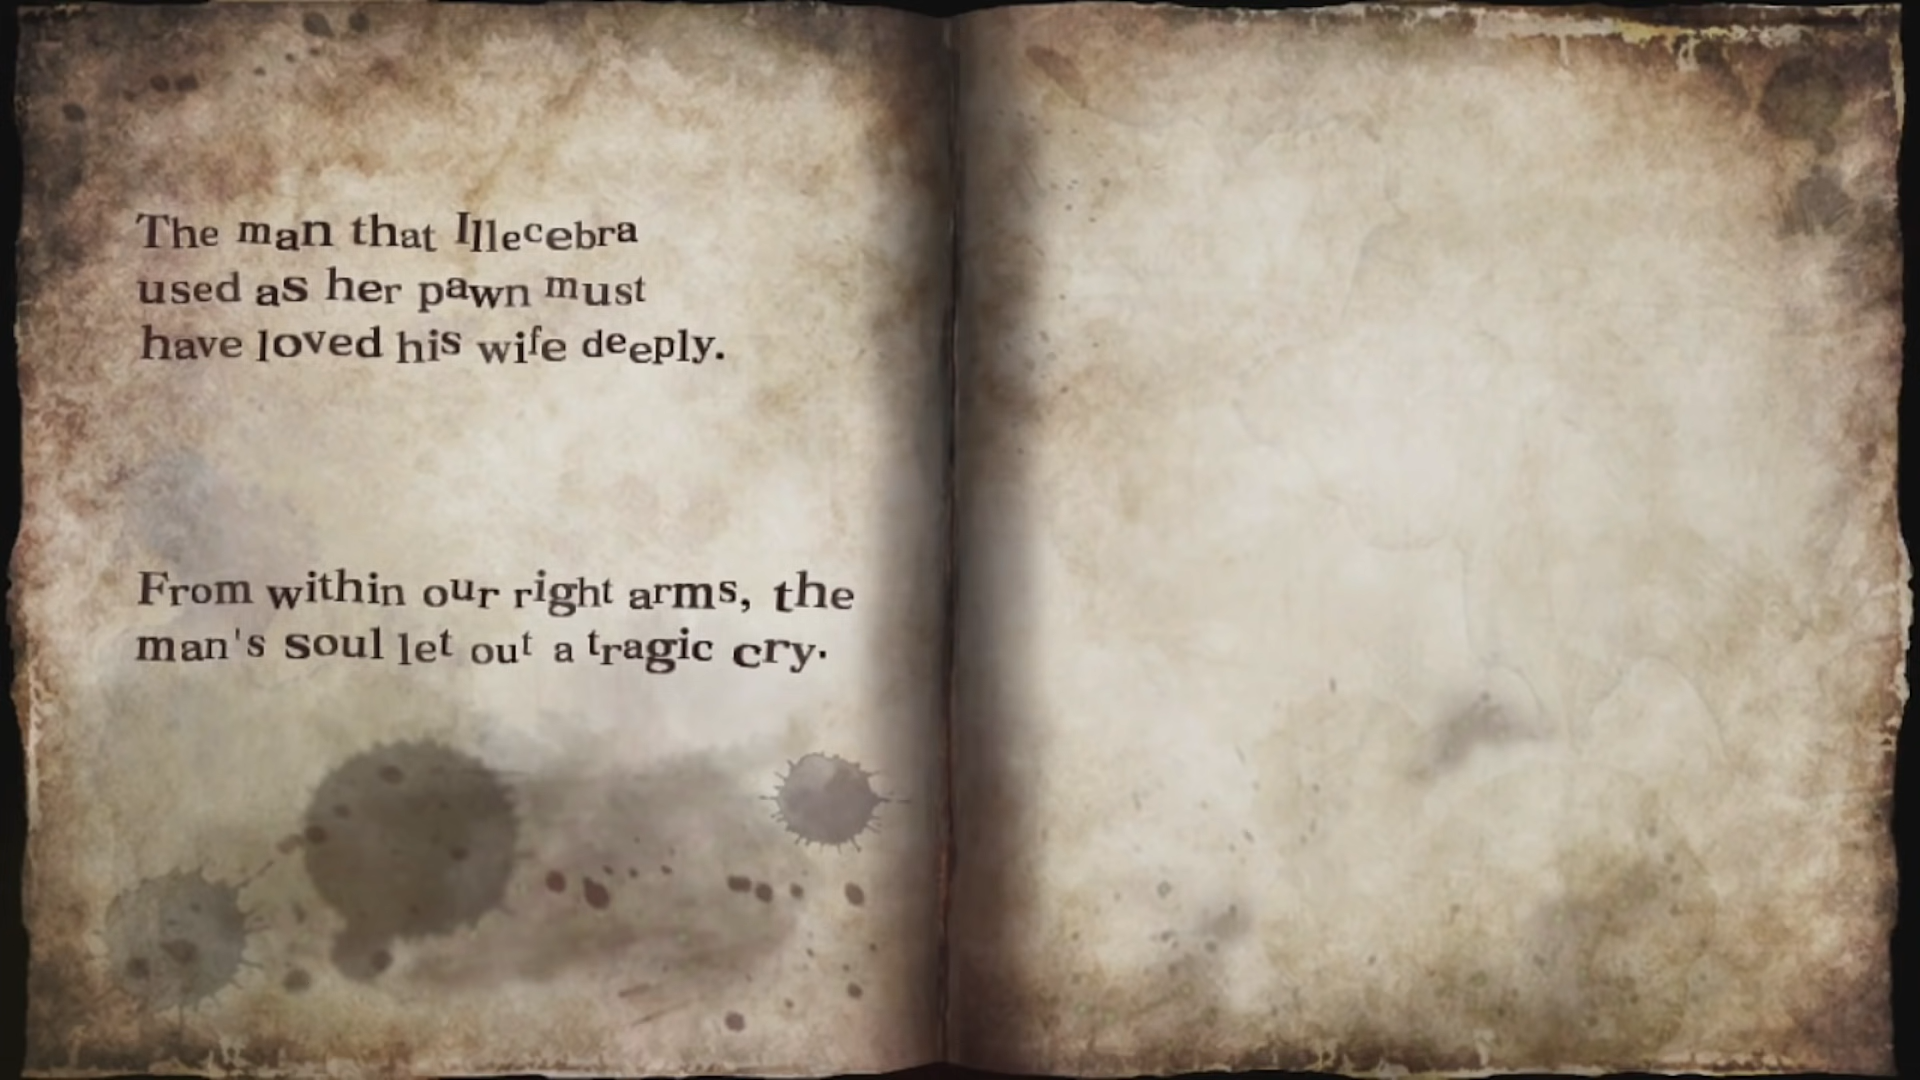 The man that Illecebra
used as her pawn must
have loved his wife deeply.
From within our right arms, the
man's soul let out a tragic cry.